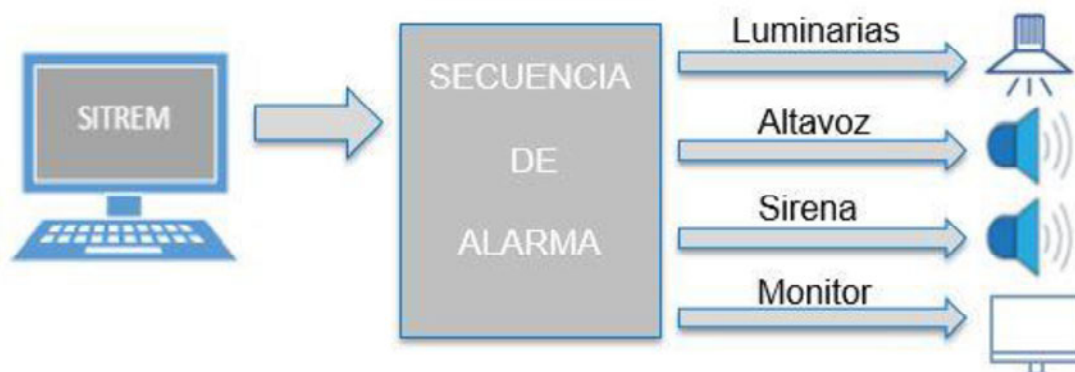 SITREM
SECUENCIA
DE
ALARMA
Luminarias
Altavoz
Sirena
Monitor